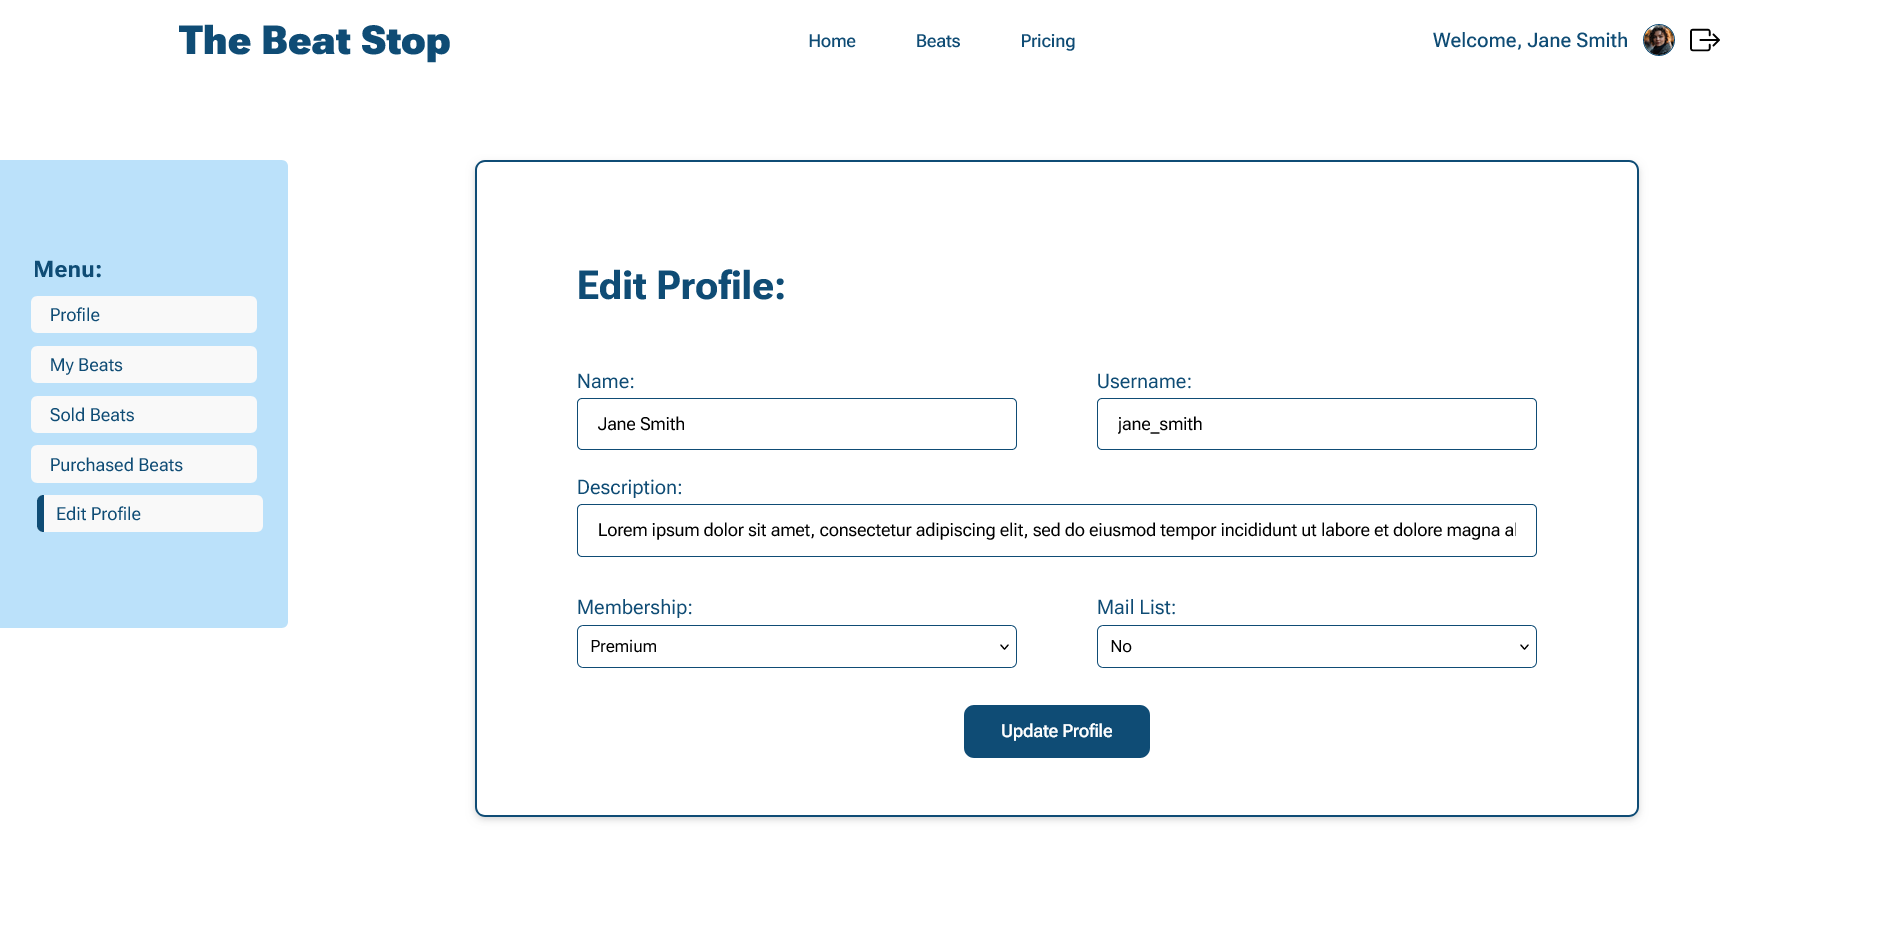 The Beat Stop
Home
Beats
Pricing
Welcome, Jane Smith
Menu:
Profile
My Beats
Sold Beats
Purchased Beats
Edit Profile
Edit Profile:
Name:
Jane Smith
Username:
jane_smith
Description:
Lorem ipsum dolor sit amet, consectetur adipiscing elit, sed do eiusmod tempor incididunt ut labore et dolore magna
Membership:
Premium
Mail List:
No
Update Profile